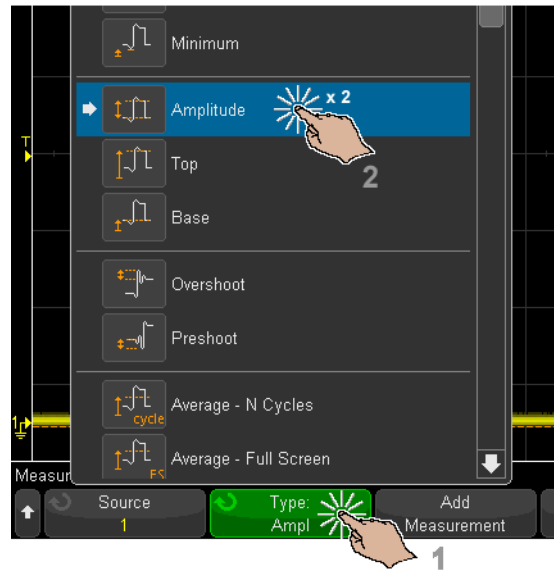 Minimum
Amplitude
x 2
2
T
Top
Base
Overshoot
Preshoot
cycle
Average - N Cycles
FS
Average - Full Screen
1
Measur
Source
1
Type:
Ampl
Add
Measurement
1